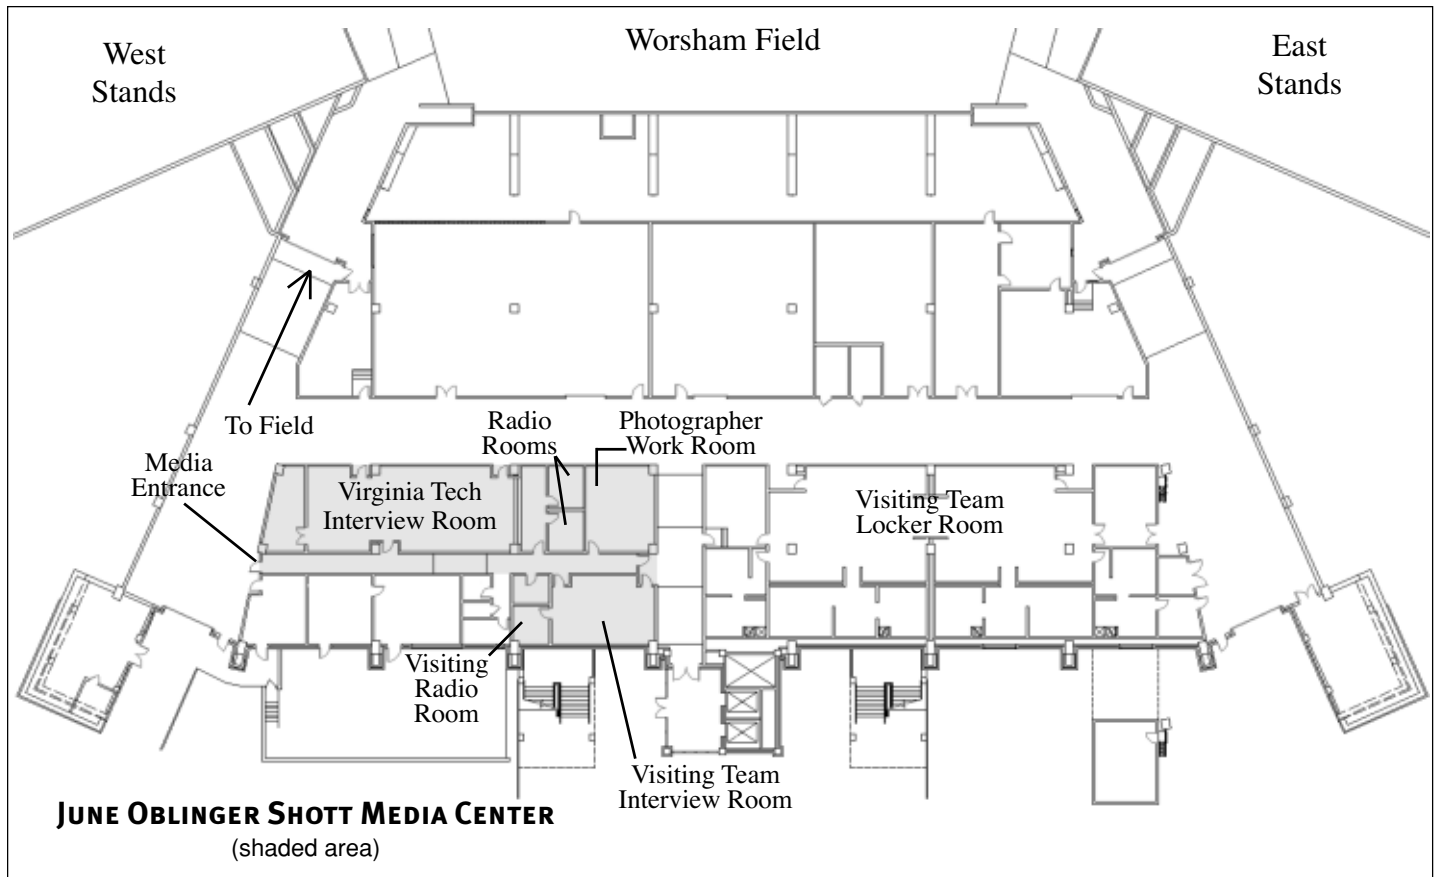 West
Stands
Worsham Field
East
Stands
To Field
Radio
Rooms
Photographer
Work Room
Media
Entrance
Virginia Tech
Interview Room
Visiting Team
Locker Room
Visiting
Radio
Room
Visiting Team
Interview Room
June Oblinger Shott Media Center
(shaded area)